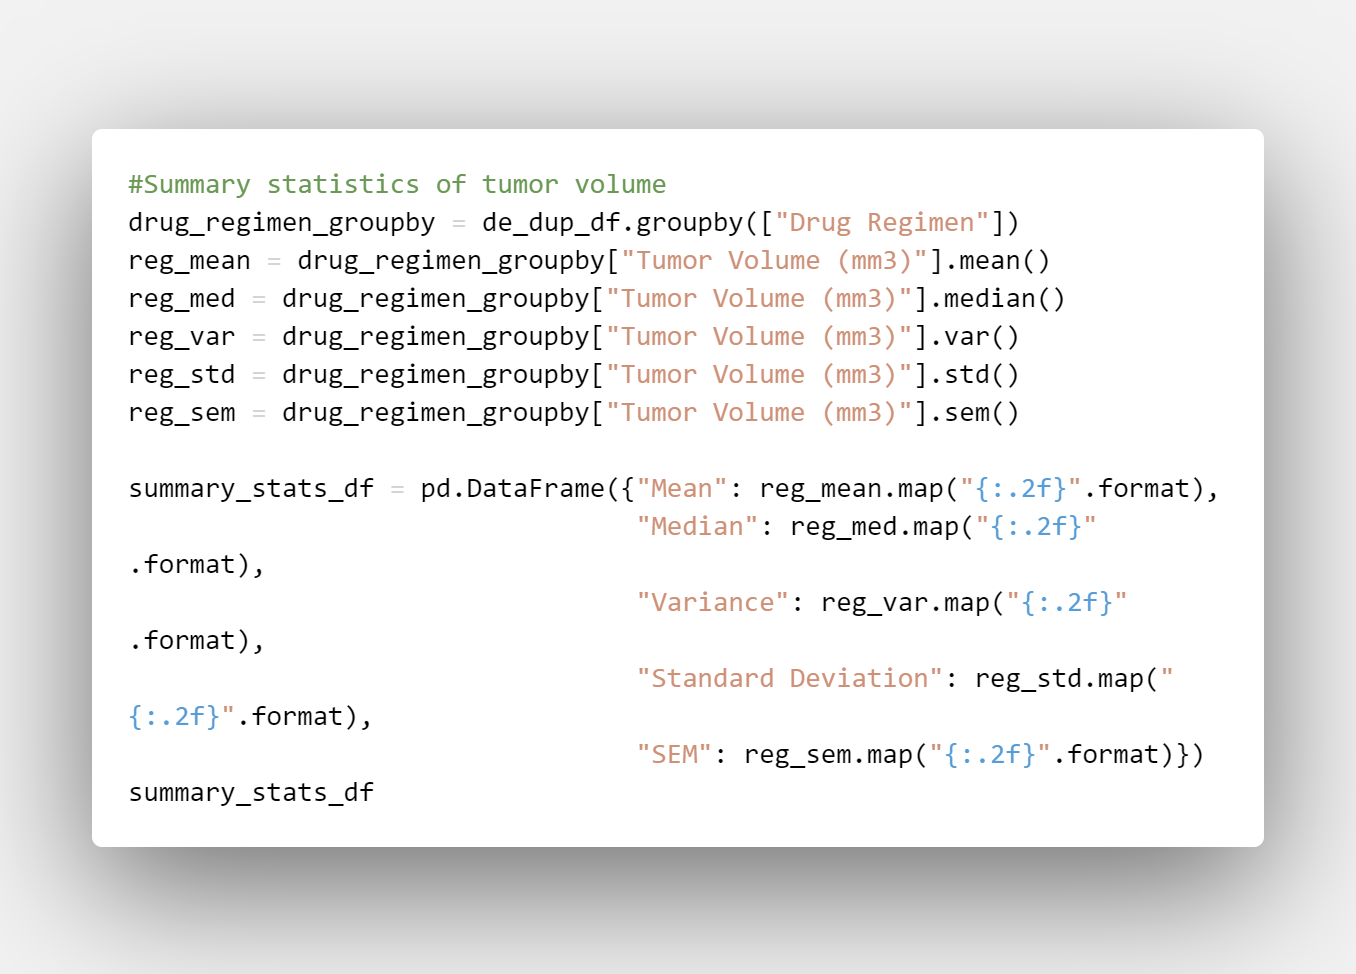 #Summary statistics of tumor volume
drug_regimen_groupby = de_dup_df.groupby(["Drug Regimen"])
reg_mean = drug_regimen_groupby["Tumor Volume (mm3)"].mean()
reg_med = drug_regimen_groupby["Tumor Volume (mm3)"].median()
reg_var = drug_regimen_groupby["Tumor Volume (mm3)"].var()
reg_std = drug_regimen_groupby["Tumor Volume (mm3)"].std()
reg_sem = drug_regimen_groupby["Tumor Volume (mm3)"].sem()

summary_stats_df = pd.DataFrame({"Mean": reg_mean.map("{:.2f}".format),
                                 "Median": reg_med.map("{:.2f}"
.format),
                                 "Variance": reg_var.map("{:.2f}"
.format),
                                 "Standard Deviation": reg_std.map("
{:.2f}".format),
                                 "SEM": reg_sem.map("{:.2f}".format)})
summary_stats_df